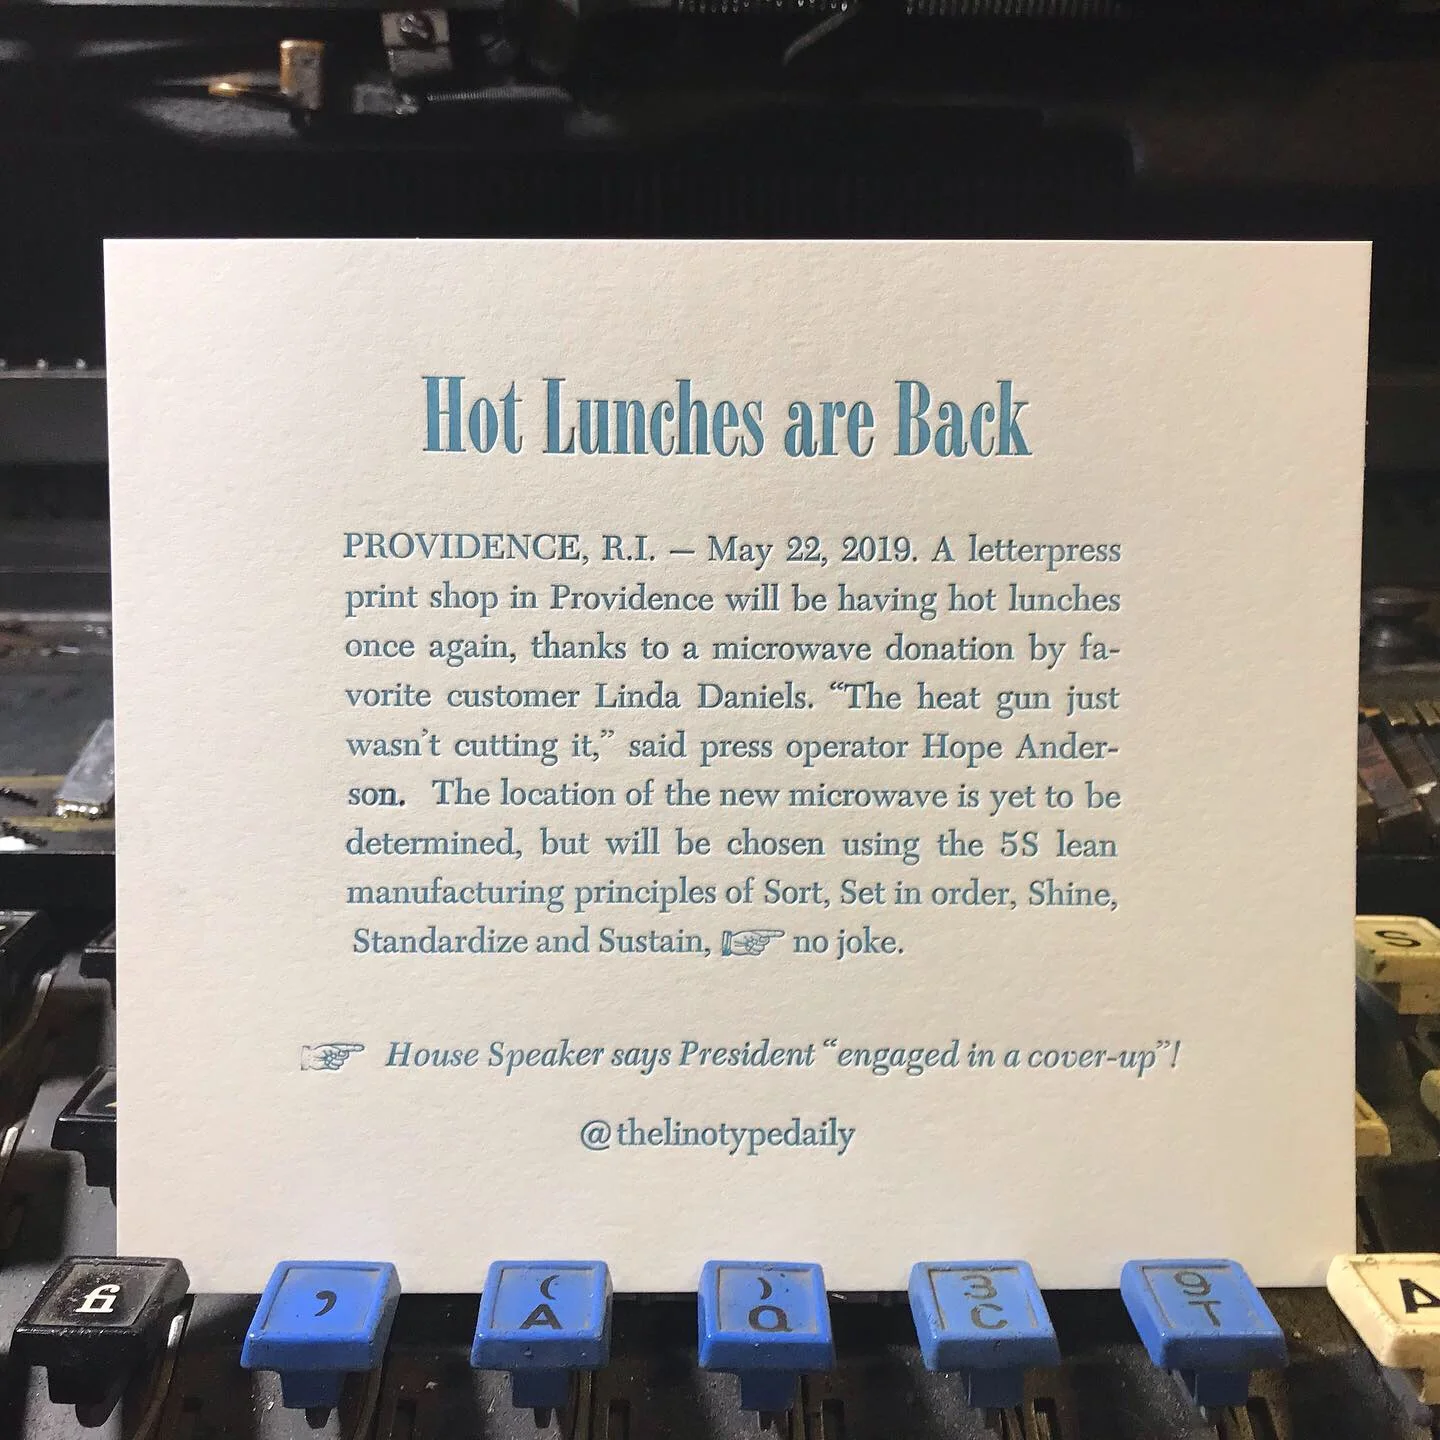 Hot Lunches are Back
PROVIDENCE, R.I. — May 22, 2019. A letterpress
print shop in Providence will be having hot lunches
once again, thanks to a microwave donation by fa-
vorite customer Linda Daniels. “The heat gun just
wasn’t cutting it,” said press operator Hope Ander-
son. The location of the new microwave is yet to be
determined, but will be chosen using the 5S lean
manufacturing principles of Sort, Set in order, Shine,
Standardize and Sustain, ☞ no joke.
☞ House Speaker says President “engaged in a cover-up”!
@thelinotypedaily
S
fi , ( ) 3 9 A
A Q C T